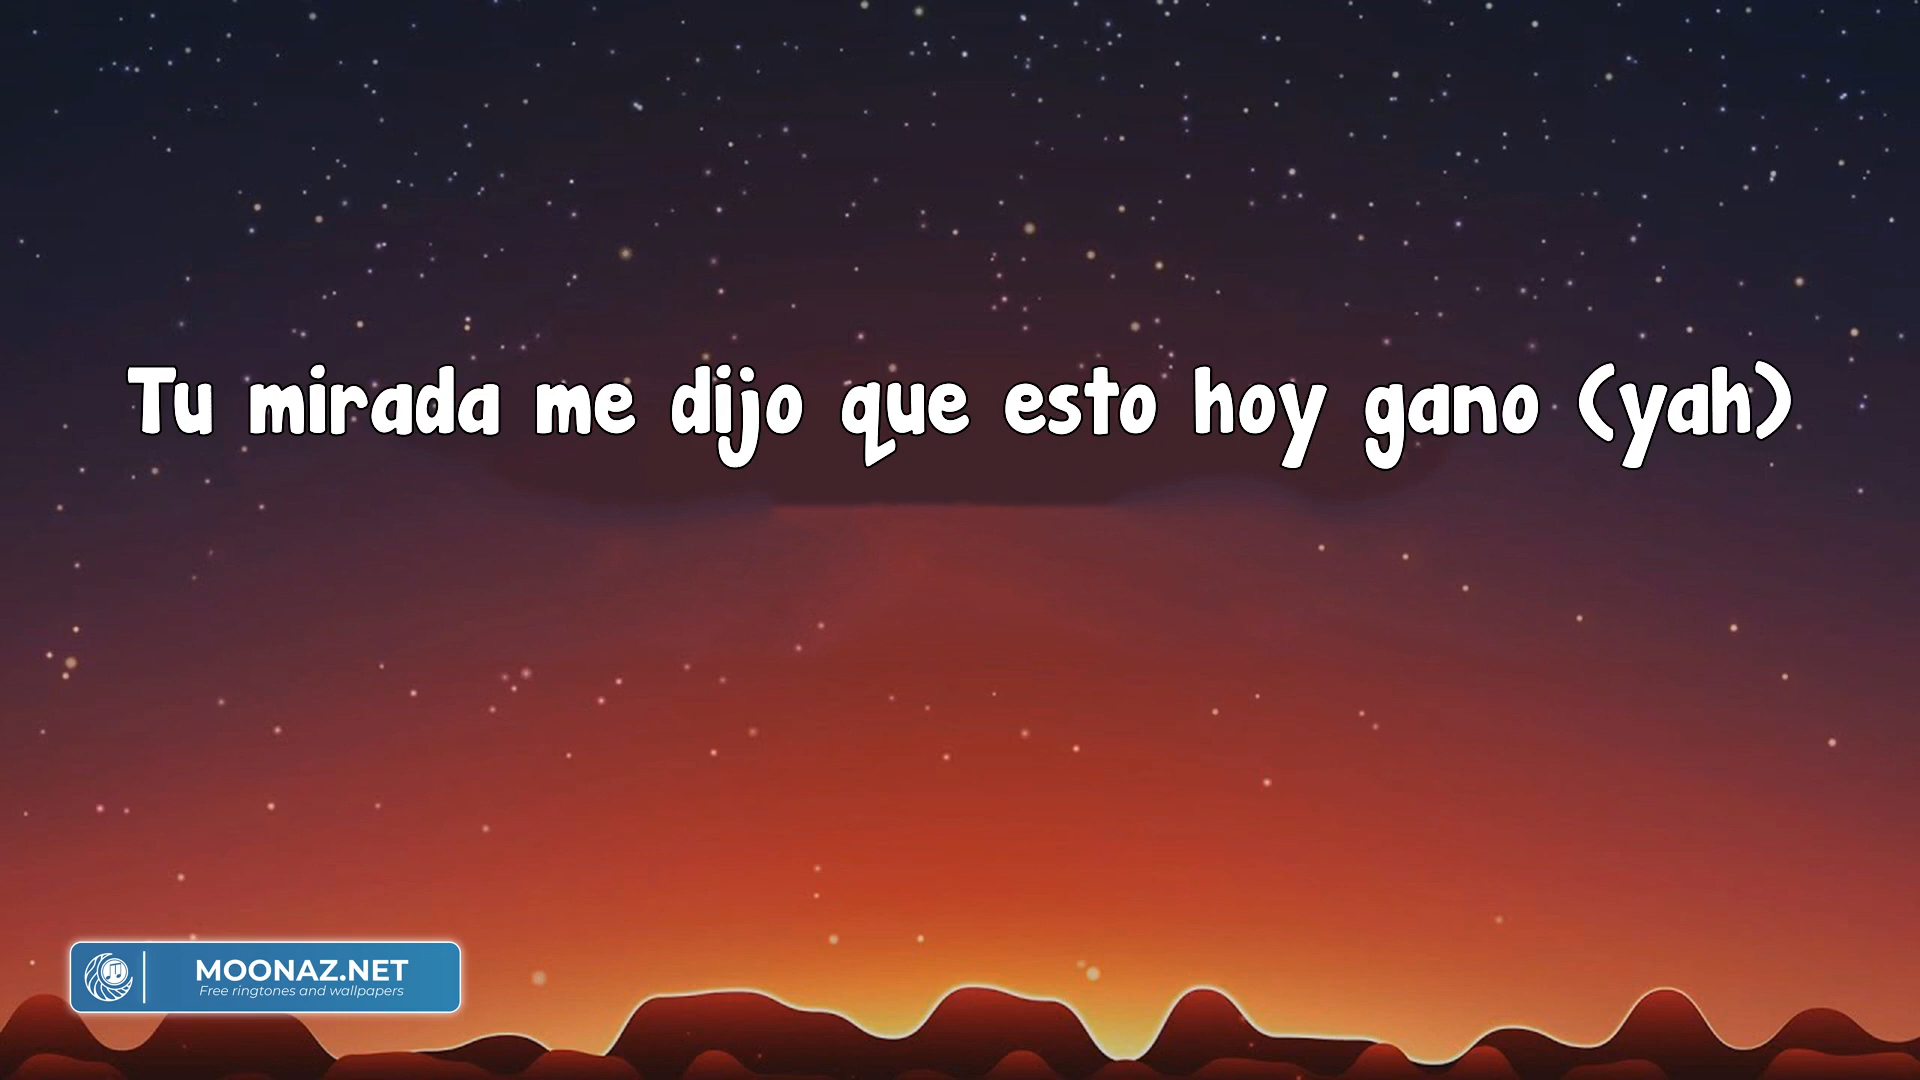 Tu mirada me dijo que esto hoy gano (yah)
MOONAZ.NET
Free ringtones and wallpapers